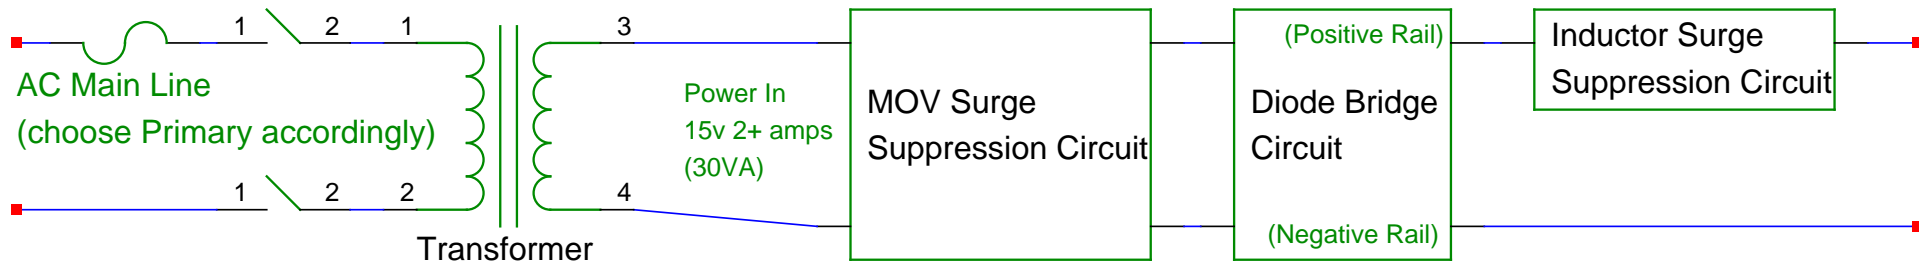 1 2 1
AC Main Line
(choose Primary accordingly)
1 2 2
3
4
Transformer
Power In
15v 2+ amps
(30VA)
MOV Surge
Suppression Circuit
(Positive Rail)
Diode Bridge
Circuit
(Negative Rail)
Inductor Surge
Suppression Circuit